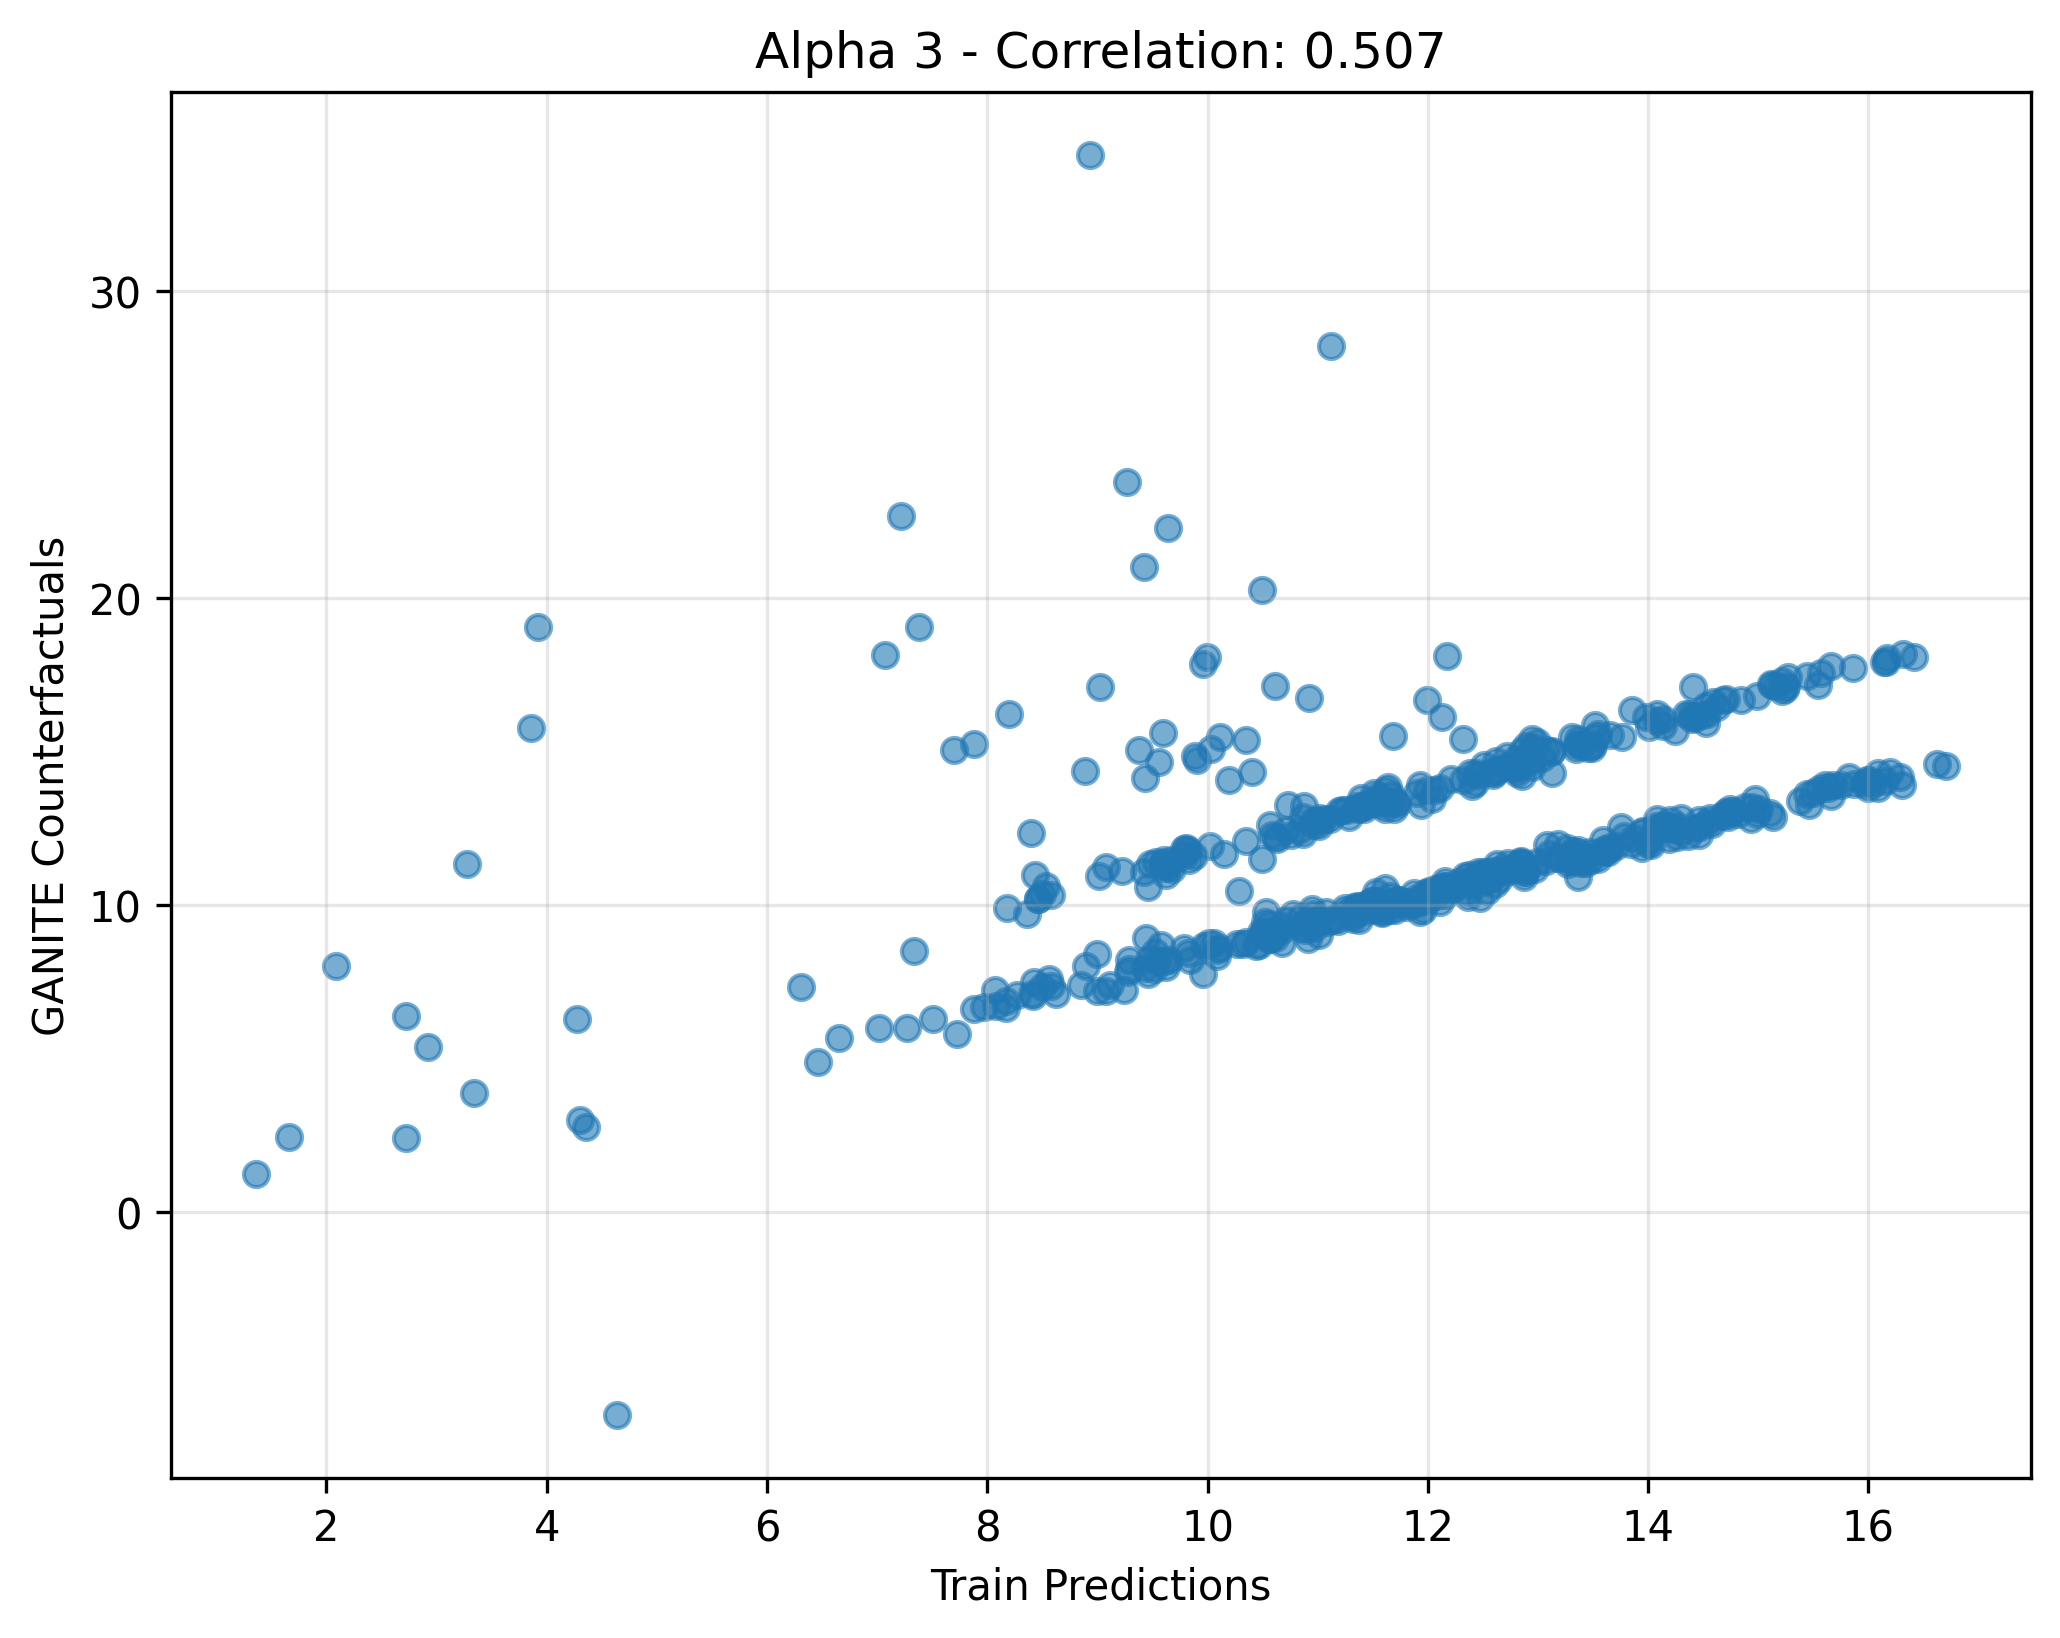 Alpha 3 - Correlation: 0.507
GANITE Counterfactuals
30
20
10
0
2 4 6 8 10 12 14 16
Train Predictions